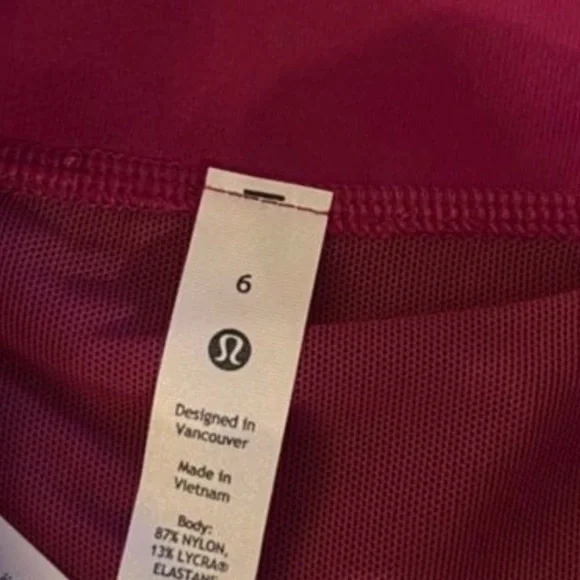 6
Designed in
Vancouver
Made in
Vietnam
Body:
87% NYLON,
13% LYCRA®
ELASTANE